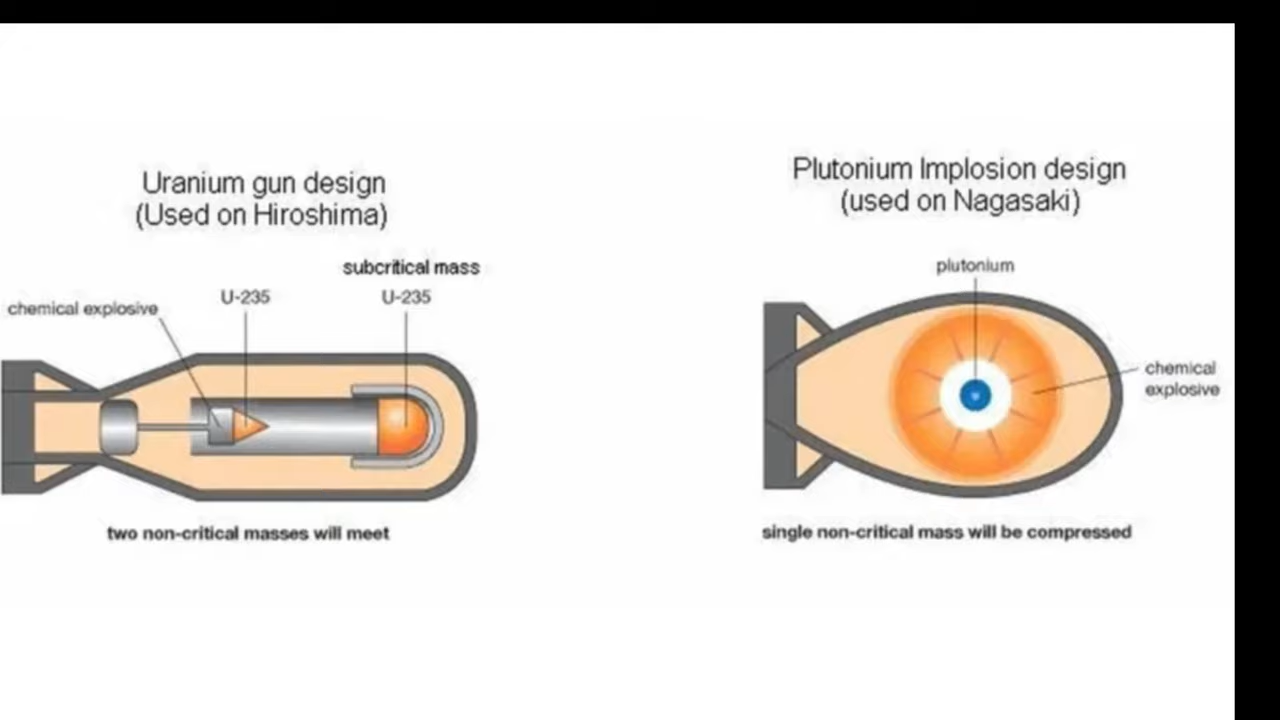 Uranium gun design
(Used on Hiroshima)
subcritical mass
chemical explosive
U-235
U-235
two non-critical masses will meet
Plutonium Implosion design
(used on Nagasaki)
plutonium
chemical
explosive
single non-critical mass will be compressed